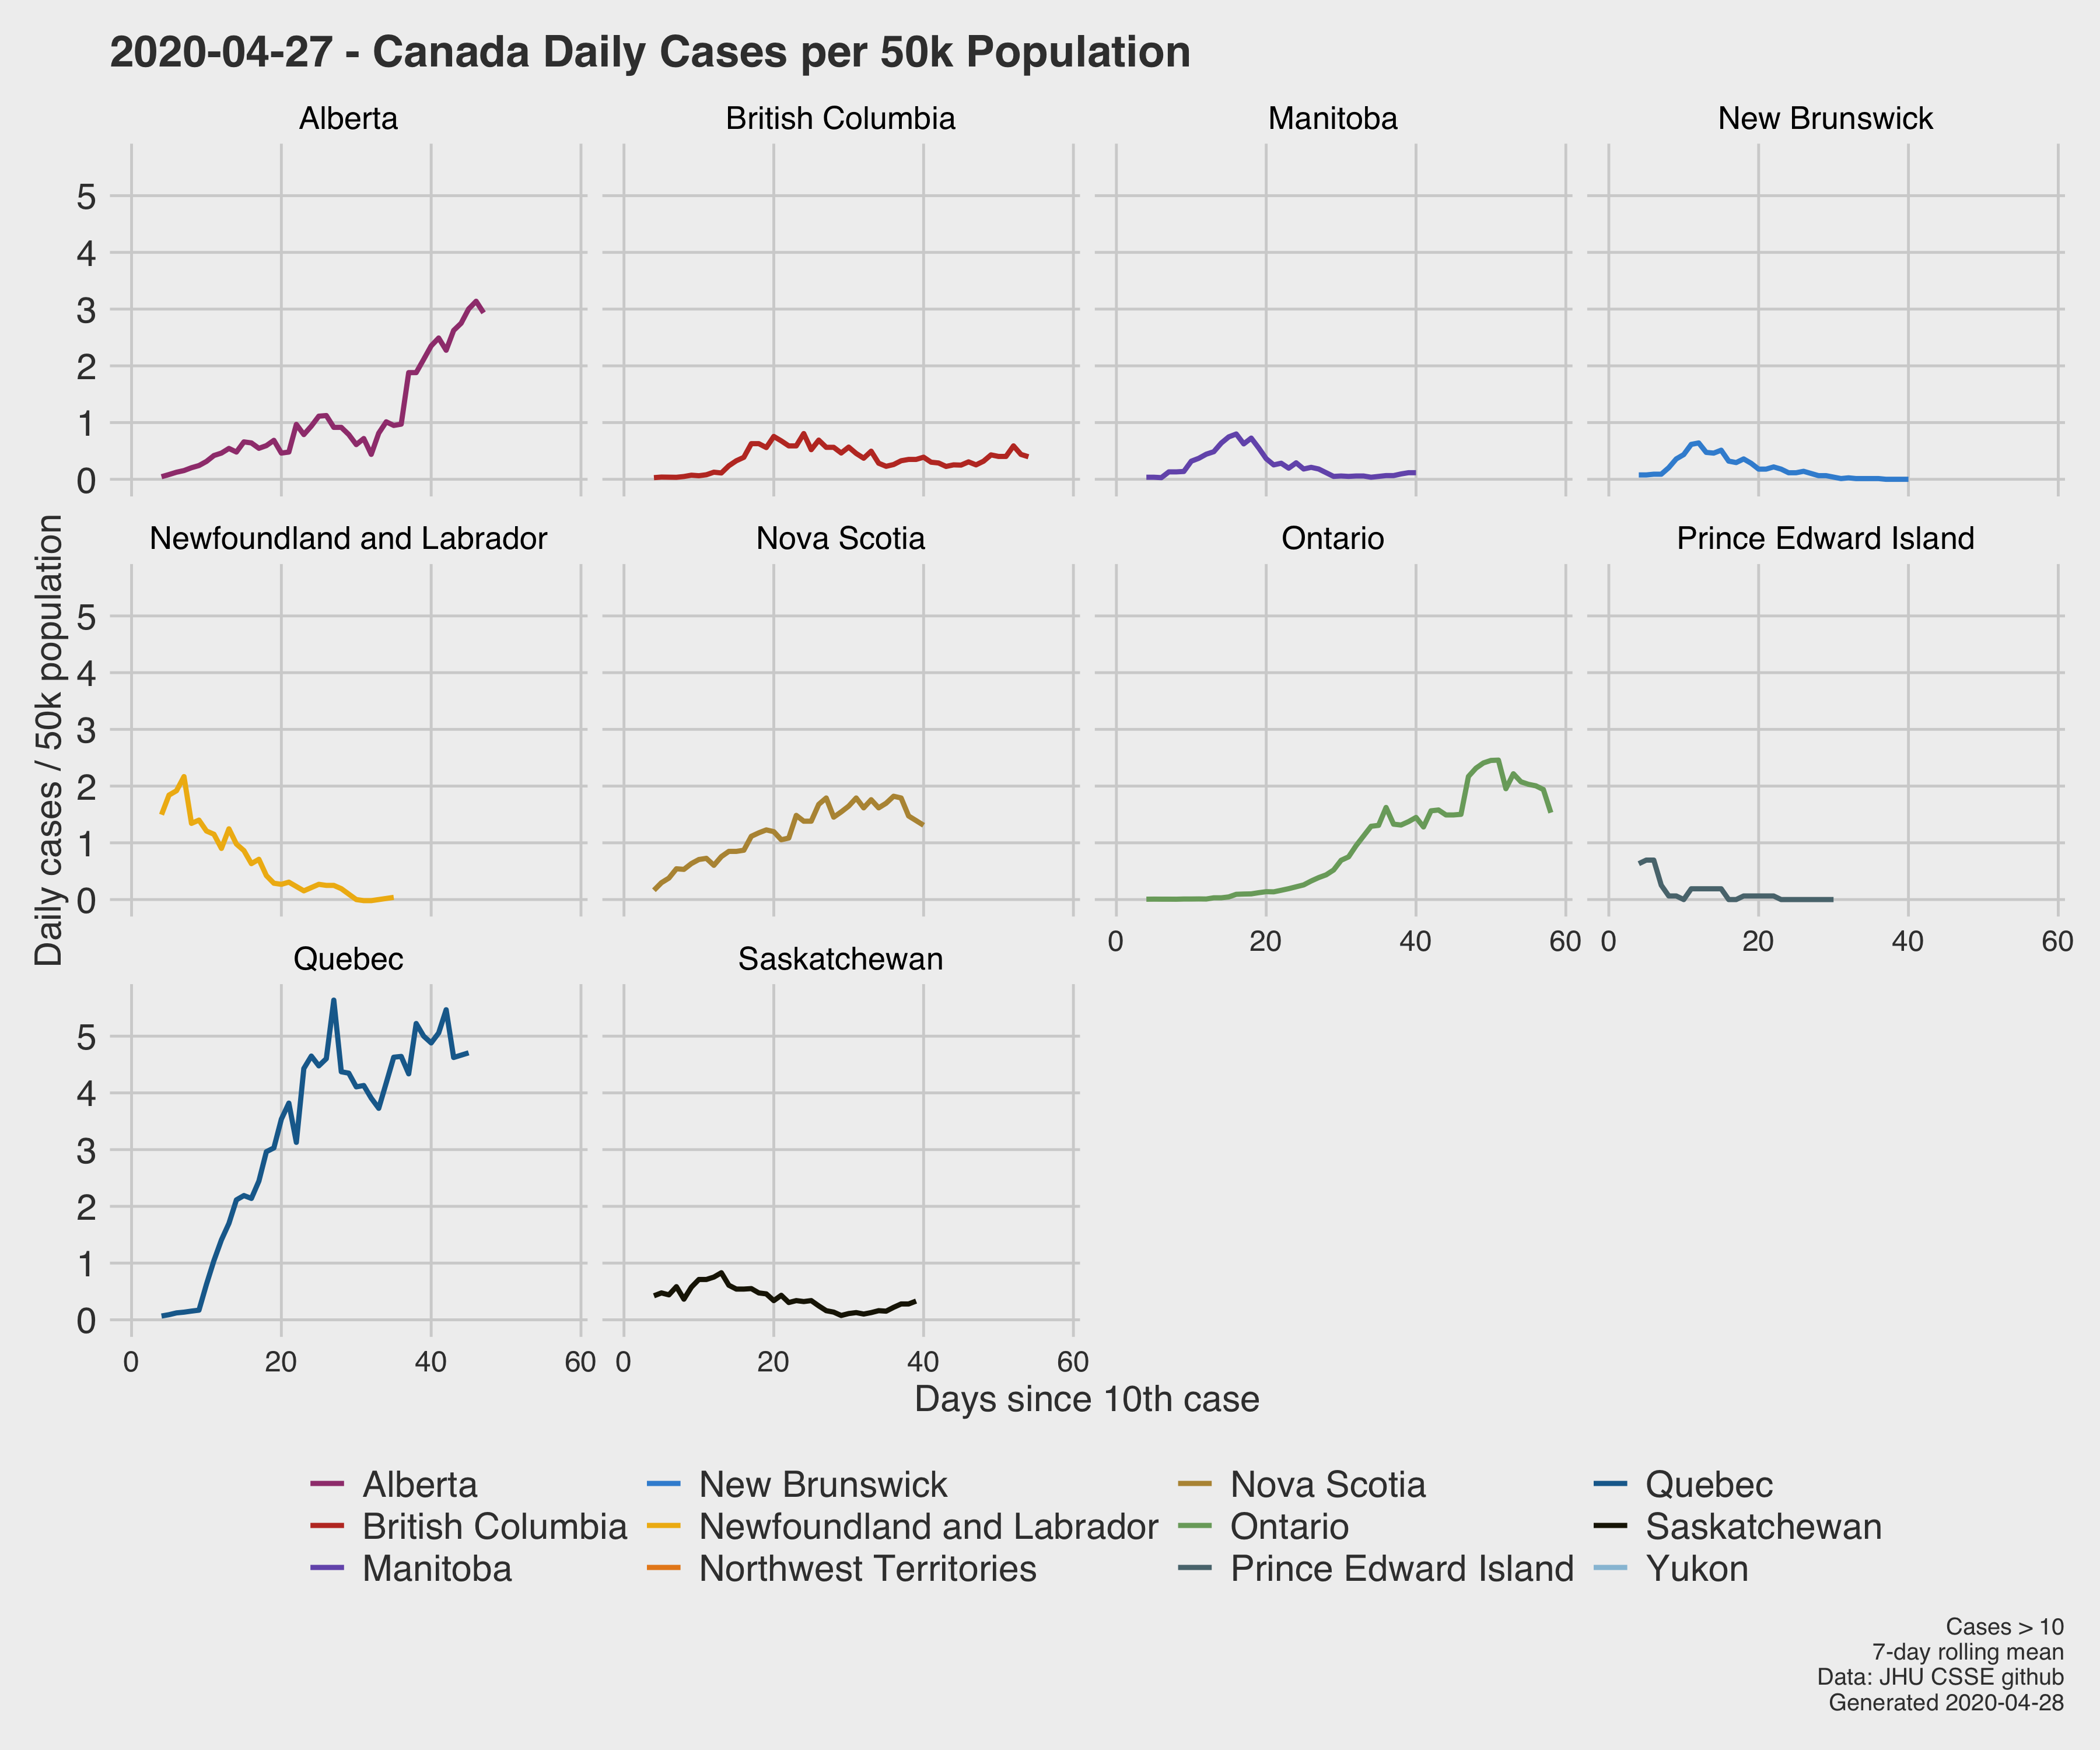 2020-04-27 - Canada Daily Cases per 50k Population
Alberta British Columbia Manitoba New Brunswick
5
4
3
2
1
0
Newfoundland and Labrador Nova Scotia Ontario Prince Edward Island
5
4
3
2
1
0
0 20 40 60 0 20 40 60
Daily cases / 50k population
Quebec Saskatchewan
5
4
3
2
1
0
0 20 40 60 0 20 40 60
Days since 10th case
Alberta New Brunswick Nova Scotia Quebec
British Columbia Newfoundland and Labrador Ontario Saskatchewan
Manitoba Northwest Territories Prince Edward Island Yukon
Cases > 10
7-day rolling mean
Data: JHU CSSE github
Generated 2020-04-28